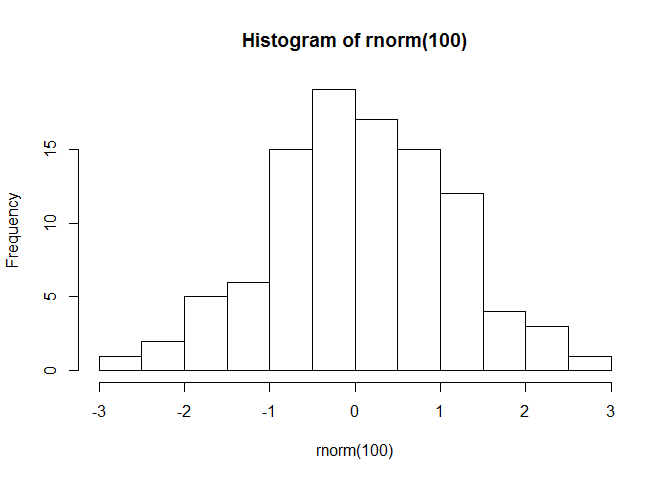 Histogram of rnorm(100)
Frequency
15
10
5
0
-3 -2 -1 0 1 2 3
rnorm(100)